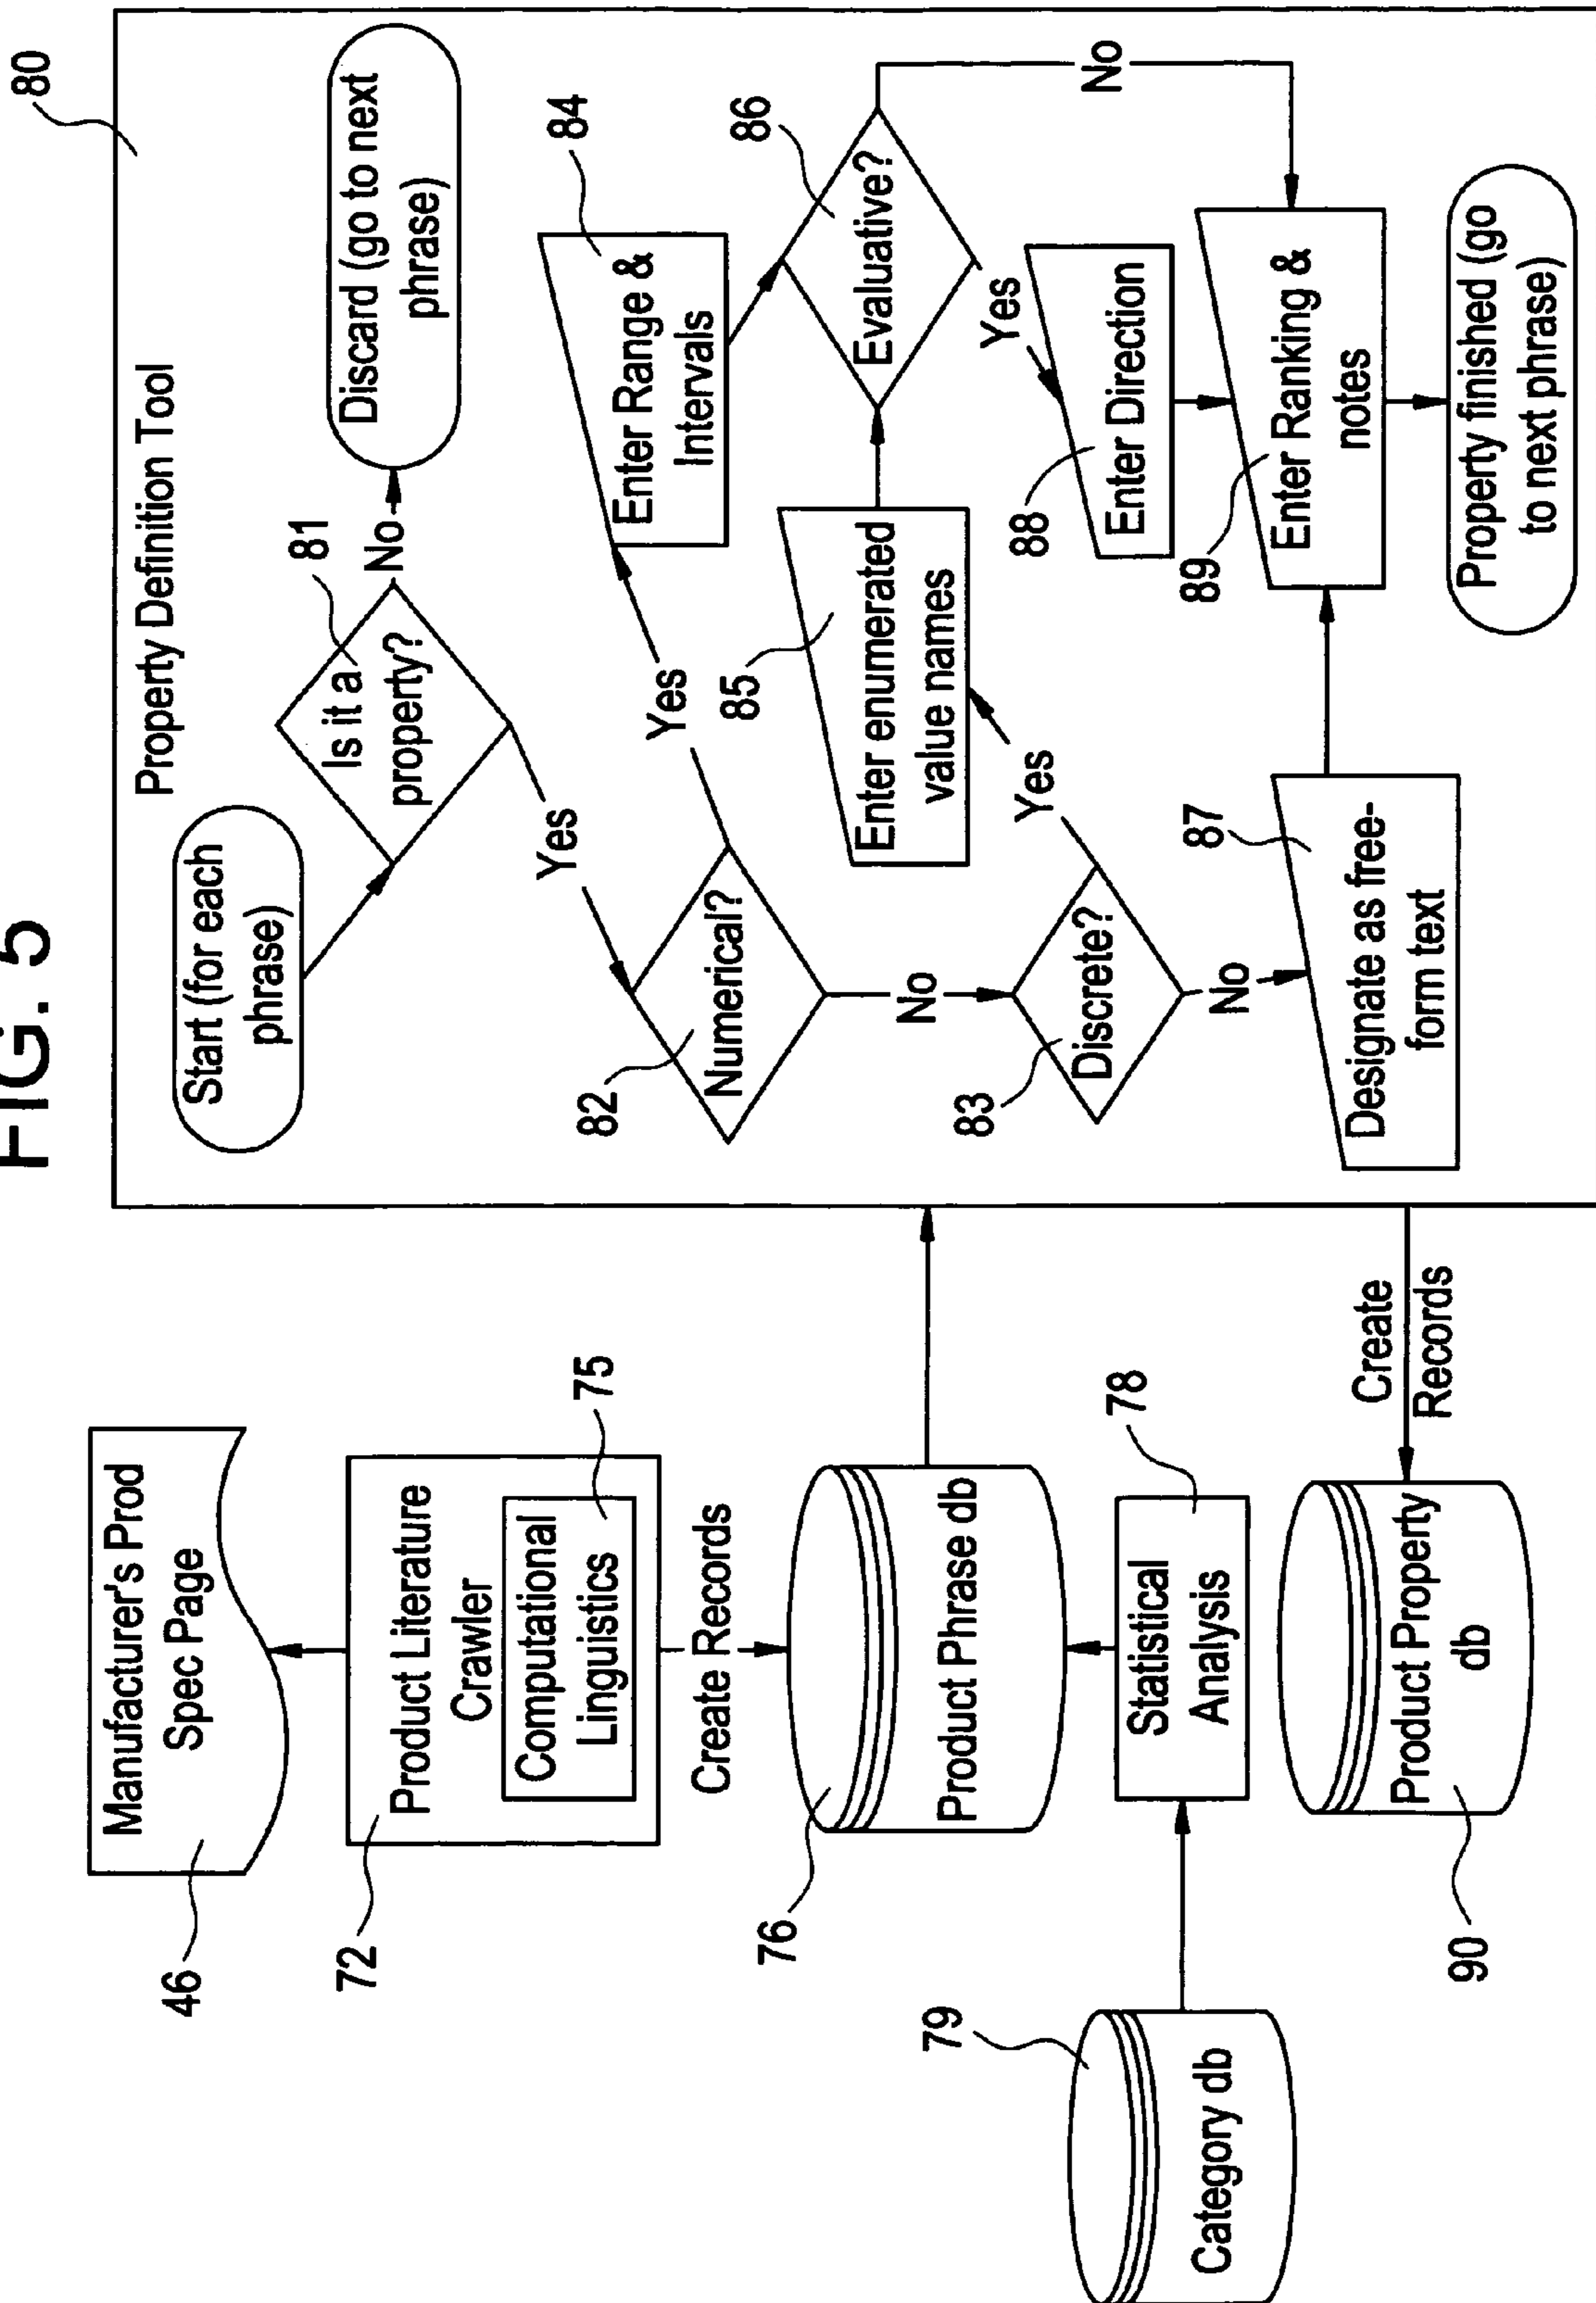 FIG. 5
Manufacturer's Prod
Spec Page
46
Product Literature
Crawler
72
Computational
Linguistics
75
Create Records
Product Phrase db
76
Statistical
Analysis
78
Category db
79
Product Property
db
90
Create
Records
80
Property Definition Tool
Start (for each
phrase)
Is it a
property?
81
No
Discard (go to next
phrase)
Yes
Numerical?
82
Yes
Enter Range &
Intervals
84
No
Discrete?
83
Yes
Enter enumerated
value names
85
Evaluative?
86
No
Yes
Enter Direction
88
No
Designate as free-
form text
87
Enter Ranking &
notes
89
Property finished (go
to next phrase)